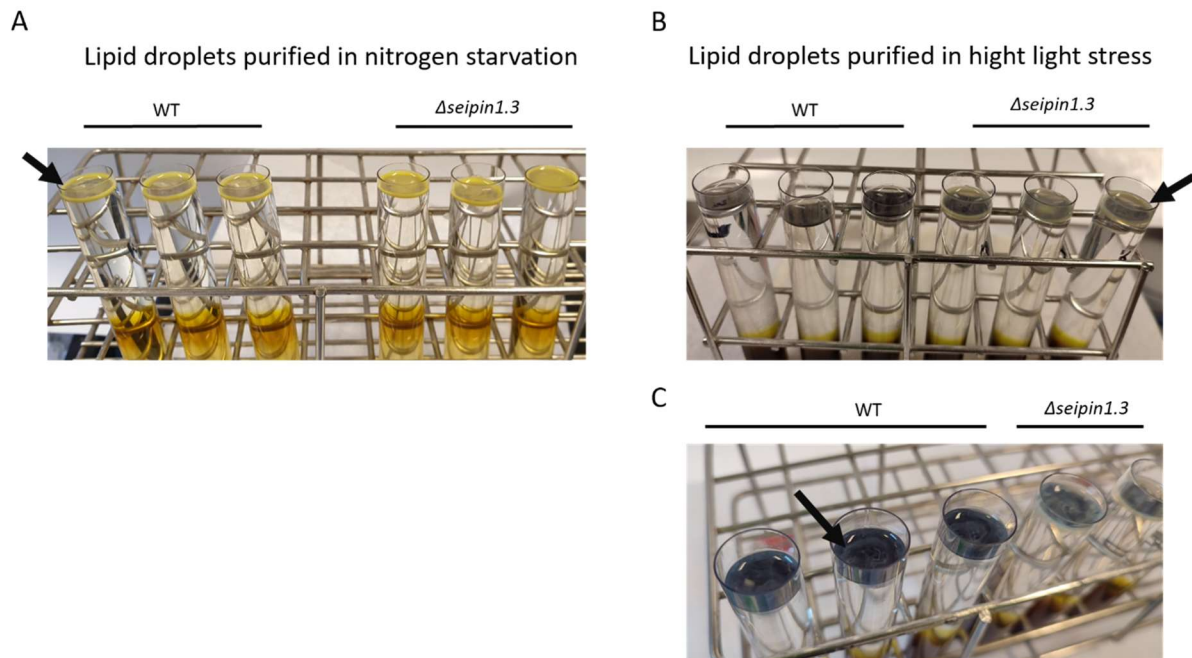 A
Lipid droplets purified in nitrogen starvation
WT
Δseipin1.3
B
Lipid droplets purified in hight light stress
WT
Δseipin1.3
C
WT
Δseipin1.3